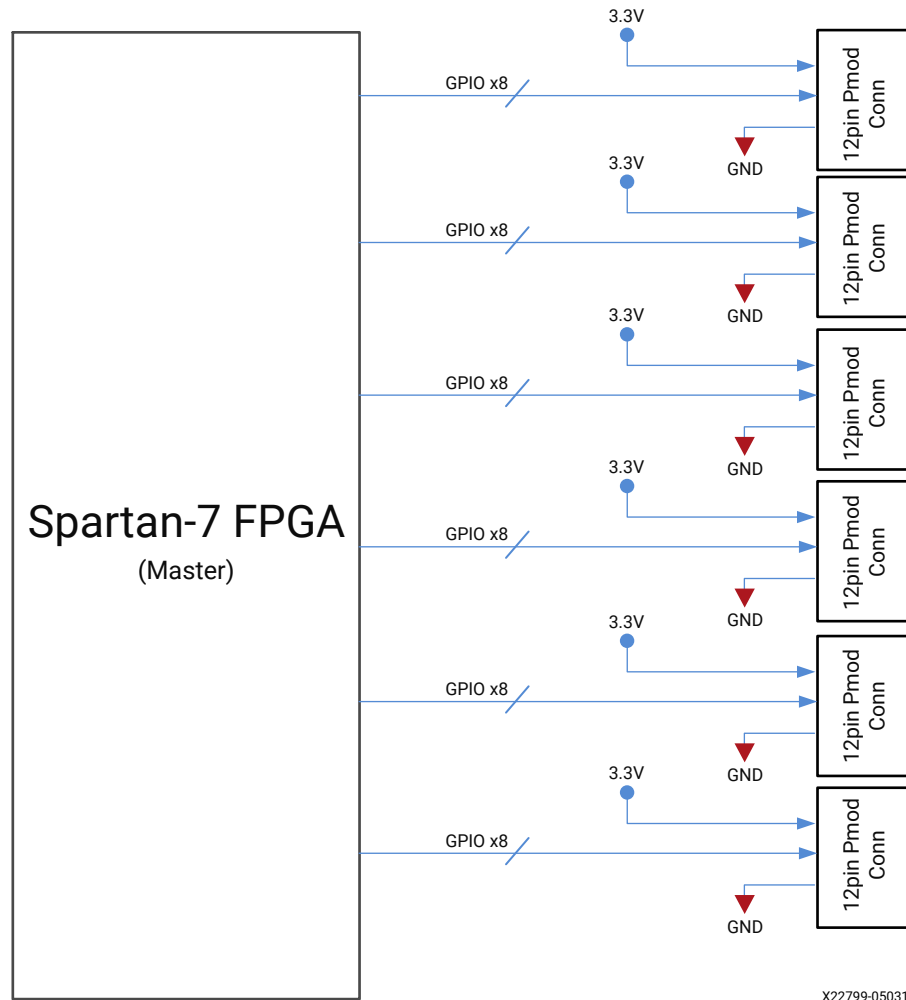 3.3V
GPIO x8
12pin Pmod
Conn
GND
3.3V
GPIO x8
12pin Pmod
Conn
GND
3.3V
GPIO x8
12pin Pmod
Conn
GND
3.3V
Spartan-7 FPGA
(Master)
GPIO x8
12pin Pmod
Conn
GND
3.3V
GPIO x8
12pin Pmod
Conn
GND
3.3V
GPIO x8
12pin Pmod
Conn
GND
X22799-05031